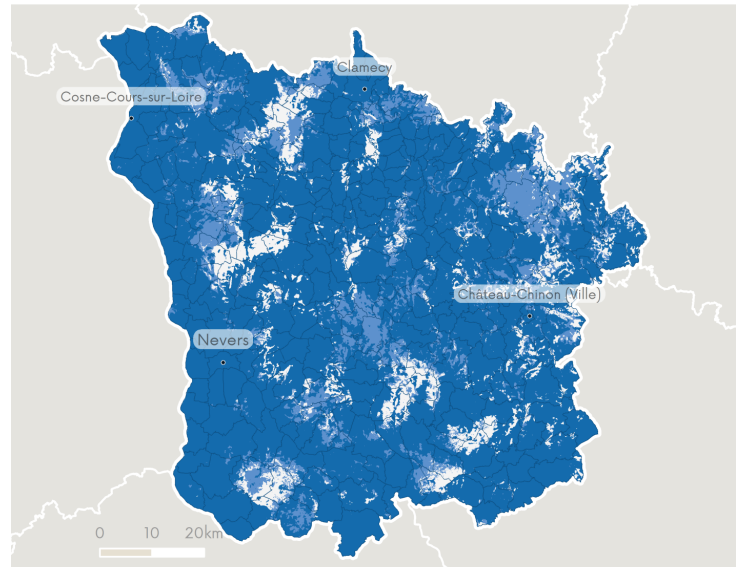 Clamecy
Cosne-Cours-sur-Loire
Château-Chinon (Ville)
Nevers
0 10 20km